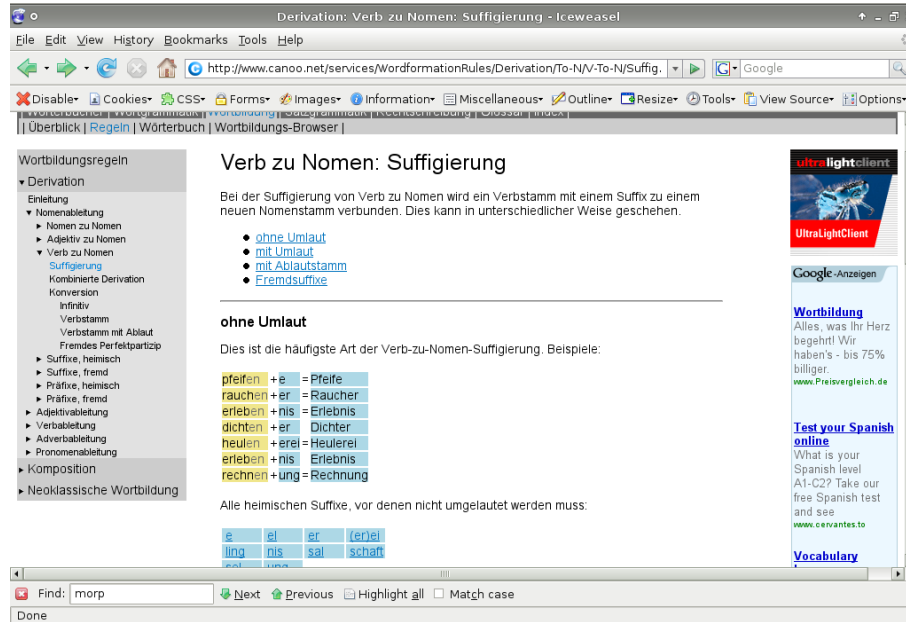 Derivation: Verb zu Nomen: Suffigierung - Iceweasel
File Edit View History Bookmarks Tools Help
http://www.canoo.net/services/WordformationRules/Derivation/To-N/V-To-N/Suffig. Google
Disable Cookies CSS Forms Images Information Miscellaneous Outline Resize Tools View Source Options
| Wörterbücher | Wortgrammatik | Wortbildung | Satzgrammatik | Rechtschreibung | Glossar | Index |
| Überblick | Regeln | Wörterbuch | Wortbildungs-Browser |
Wortbildungsregeln
Derivation
Einleitung
Nomenableitung
Nomen zu Nomen
Adjektiv zu Nomen
Verb zu Nomen
Suffigierung
Kombinierte Derivation
Konversion
Infinitiv
Verbstamm
Verbstamm mit Ablaut
Fremdes Perfektpartizip
Suffixe, heimisch
Suffixe, fremd
Präfixe, heimisch
Präfixe, fremd
Adjektivableitung
Verbableitung
Adverbableitung
Pronomenableitung
Komposition
Neoklassische Wortbildung
Verb zu Nomen: Suffigierung
Bei der Suffigierung von Verb zu Nomen wird ein Verbstamm mit einem Suffix zu einem
neuen Nomenstamm verbunden. Dies kann in unterschiedlicher Weise geschehen.
ohne Umlaut
mit Umlaut
mit Ablautstamm
Fremdsuffixe
ohne Umlaut
Dies ist die häufigste Art der Verb-zu-Nomen-Suffigierung. Beispiele:
pfeifen +e = Pfeife
rauchen +er = Raucher
erleben +nis = Erlebnis
dichten +er Dichter
heulen +erei = Heulerei
erleben +nis Erlebnis
rechnen +ung = Rechnung
Alle heimischen Suffixe, vor denen nicht umgelautet werden muss:
e el er (er)ei
ling nis sal schaft
sel ung
ultralightclient
UltraLightClient
Google-Anzeigen
Wortbildung
Alles, was Ihr Herz
begehrt! Wir
haben's - bis 75%
billiger.
www.Preisvergleich.de
Test your Spanish
online
What is your
Spanish level
A1-C2? Take our
free Spanish test
and see
www.cervantes.to
Vocabulary
Find: morp Next Previous Highlight all Match case
Done